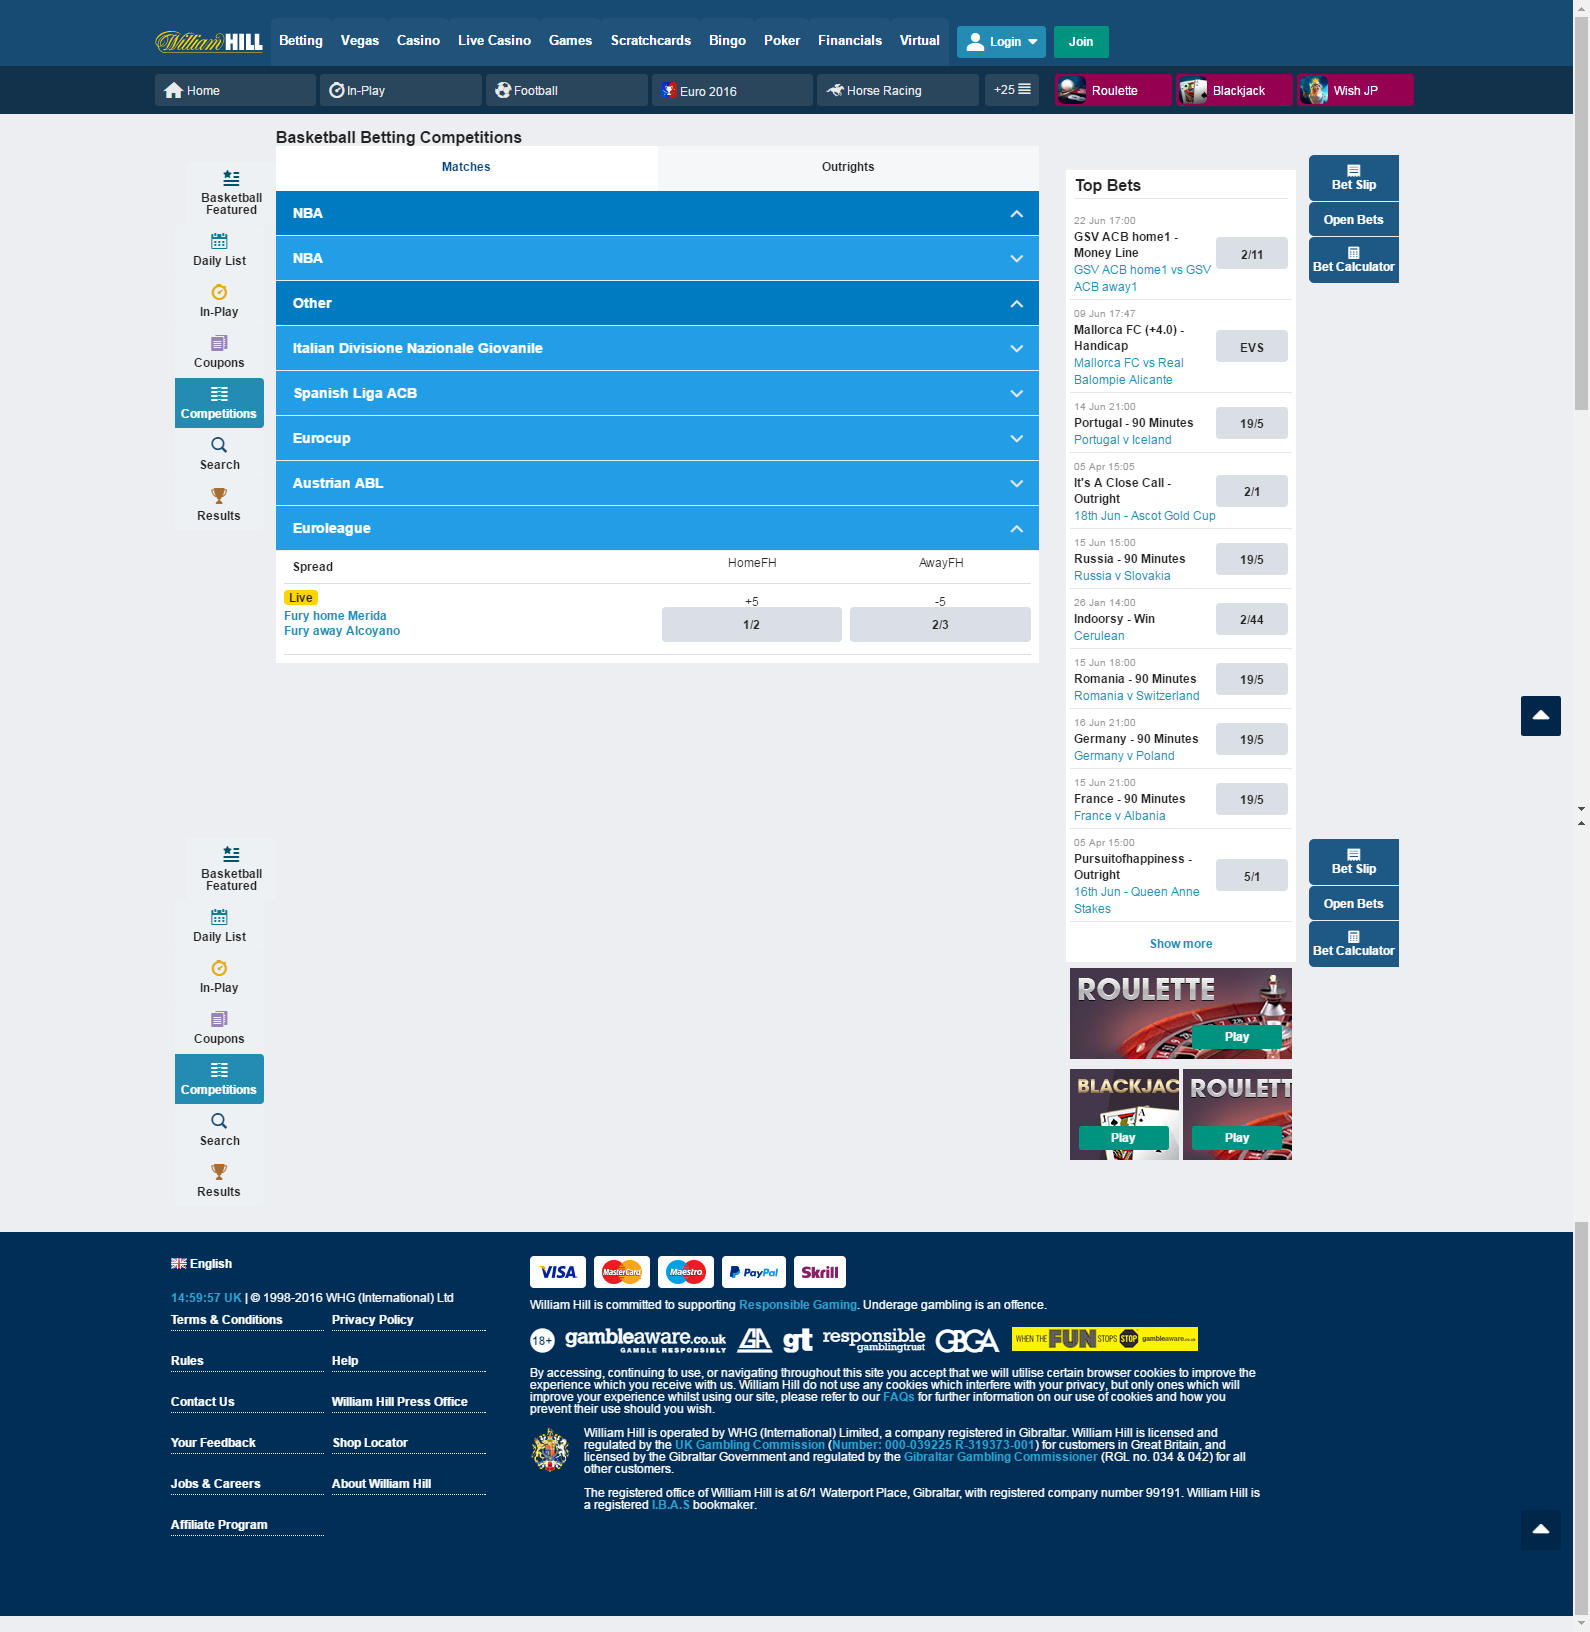 William HILL
Betting
Vegas
Casino
Live Casino
Games
Scratchcards
Bingo
Poker
Financials
Virtual
Login
Join
Home
In-Play
Football
Euro 2016
Horse Racing
+25
Roulette
Blackjack
Wish JP
Basketball Betting Competitions
Matches
Outrights
Basketball
Featured
Daily List
In-Play
Coupons
Competitions
Search
Results
NBA
NBA
Other
Italian Divisione Nazionale Giovanile
Spanish Liga ACB
Eurocup
Austrian ABL
Euroleague
Spread
HomeFH
AwayFH
Live
Fury home Merida
Fury away Alcoyano
+5
1/2
-5
2/3
Top Bets
22 Jun 17:00
GSV ACB home1 -
Money Line
GSV ACB home1 vs GSV
ACB away1
2/11
09 Jun 17:47
Mallorca FC (+4.0) -
Handicap
Mallorca FC vs Real
Balompie Alicante
EVS
14 Jun 21:00
Portugal - 90 Minutes
Portugal v Iceland
19/5
05 Apr 15:05
It's A Close Call -
Outright
18th Jun - Ascot Gold Cup
2/1
15 Jun 15:00
Russia - 90 Minutes
Russia v Slovakia
19/5
26 Jan 14:00
Indoorsy - Win
Cerulean
2/44
15 Jun 18:00
Romania - 90 Minutes
Romania v Switzerland
19/5
16 Jun 21:00
Germany - 90 Minutes
Germany v Poland
19/5
15 Jun 21:00
France - 90 Minutes
France v Albania
19/5
05 Apr 15:00
Pursuitofhappiness -
Outright
16th Jun - Queen Anne
Stakes
5/1
Show more
ROULETTE
Play
BLACKJAC
Play
ROULETT
Play
Bet Slip
Open Bets
Bet Calculator
Basketball
Featured
Daily List
In-Play
Coupons
Competitions
Search
Results
Bet Slip
Open Bets
Bet Calculator
English
14:59:57 UK | © 1998-2016 WHG (International) Ltd
Terms & Conditions
Privacy Policy
Rules
Help
Contact Us
William Hill Press Office
Your Feedback
Shop Locator
Jobs & Careers
About William Hill
Affiliate Program
VISA
MasterCard
Maestro
PayPal
Skrill
William Hill is committed to supporting Responsible Gaming. Underage gambling is an offence.
18+
gambleaware.co.uk
GAMBLE RESPONSIBLY
GA
gt
responsible
gamblingtrust
GBGA
WHEN THE FUN STOPS STOP gambleaware.co.uk
By accessing, continuing to use, or navigating throughout this site you accept that we will utilise certain browser cookies to improve the
experience which you receive with us. William Hill do not use any cookies which interfere with your privacy, but only ones which will
improve your experience whilst using our site, please refer to our FAQs for further information on our use of cookies and how you
prevent their use should you wish.
William Hill is operated by WHG (International) Limited, a company registered in Gibraltar. William Hill is licensed and
regulated by the UK Gambling Commission (Number: 000-039225 R-319373-001) for customers in Great Britain, and
licensed by the Gibraltar Government and regulated by the Gibraltar Gambling Commissioner (RGL no. 034 & 042) for all
other customers.
The registered office of William Hill is at 6/1 Waterport Place, Gibraltar, with registered company number 99191. William Hill is
a registered I.B.A.S bookmaker.